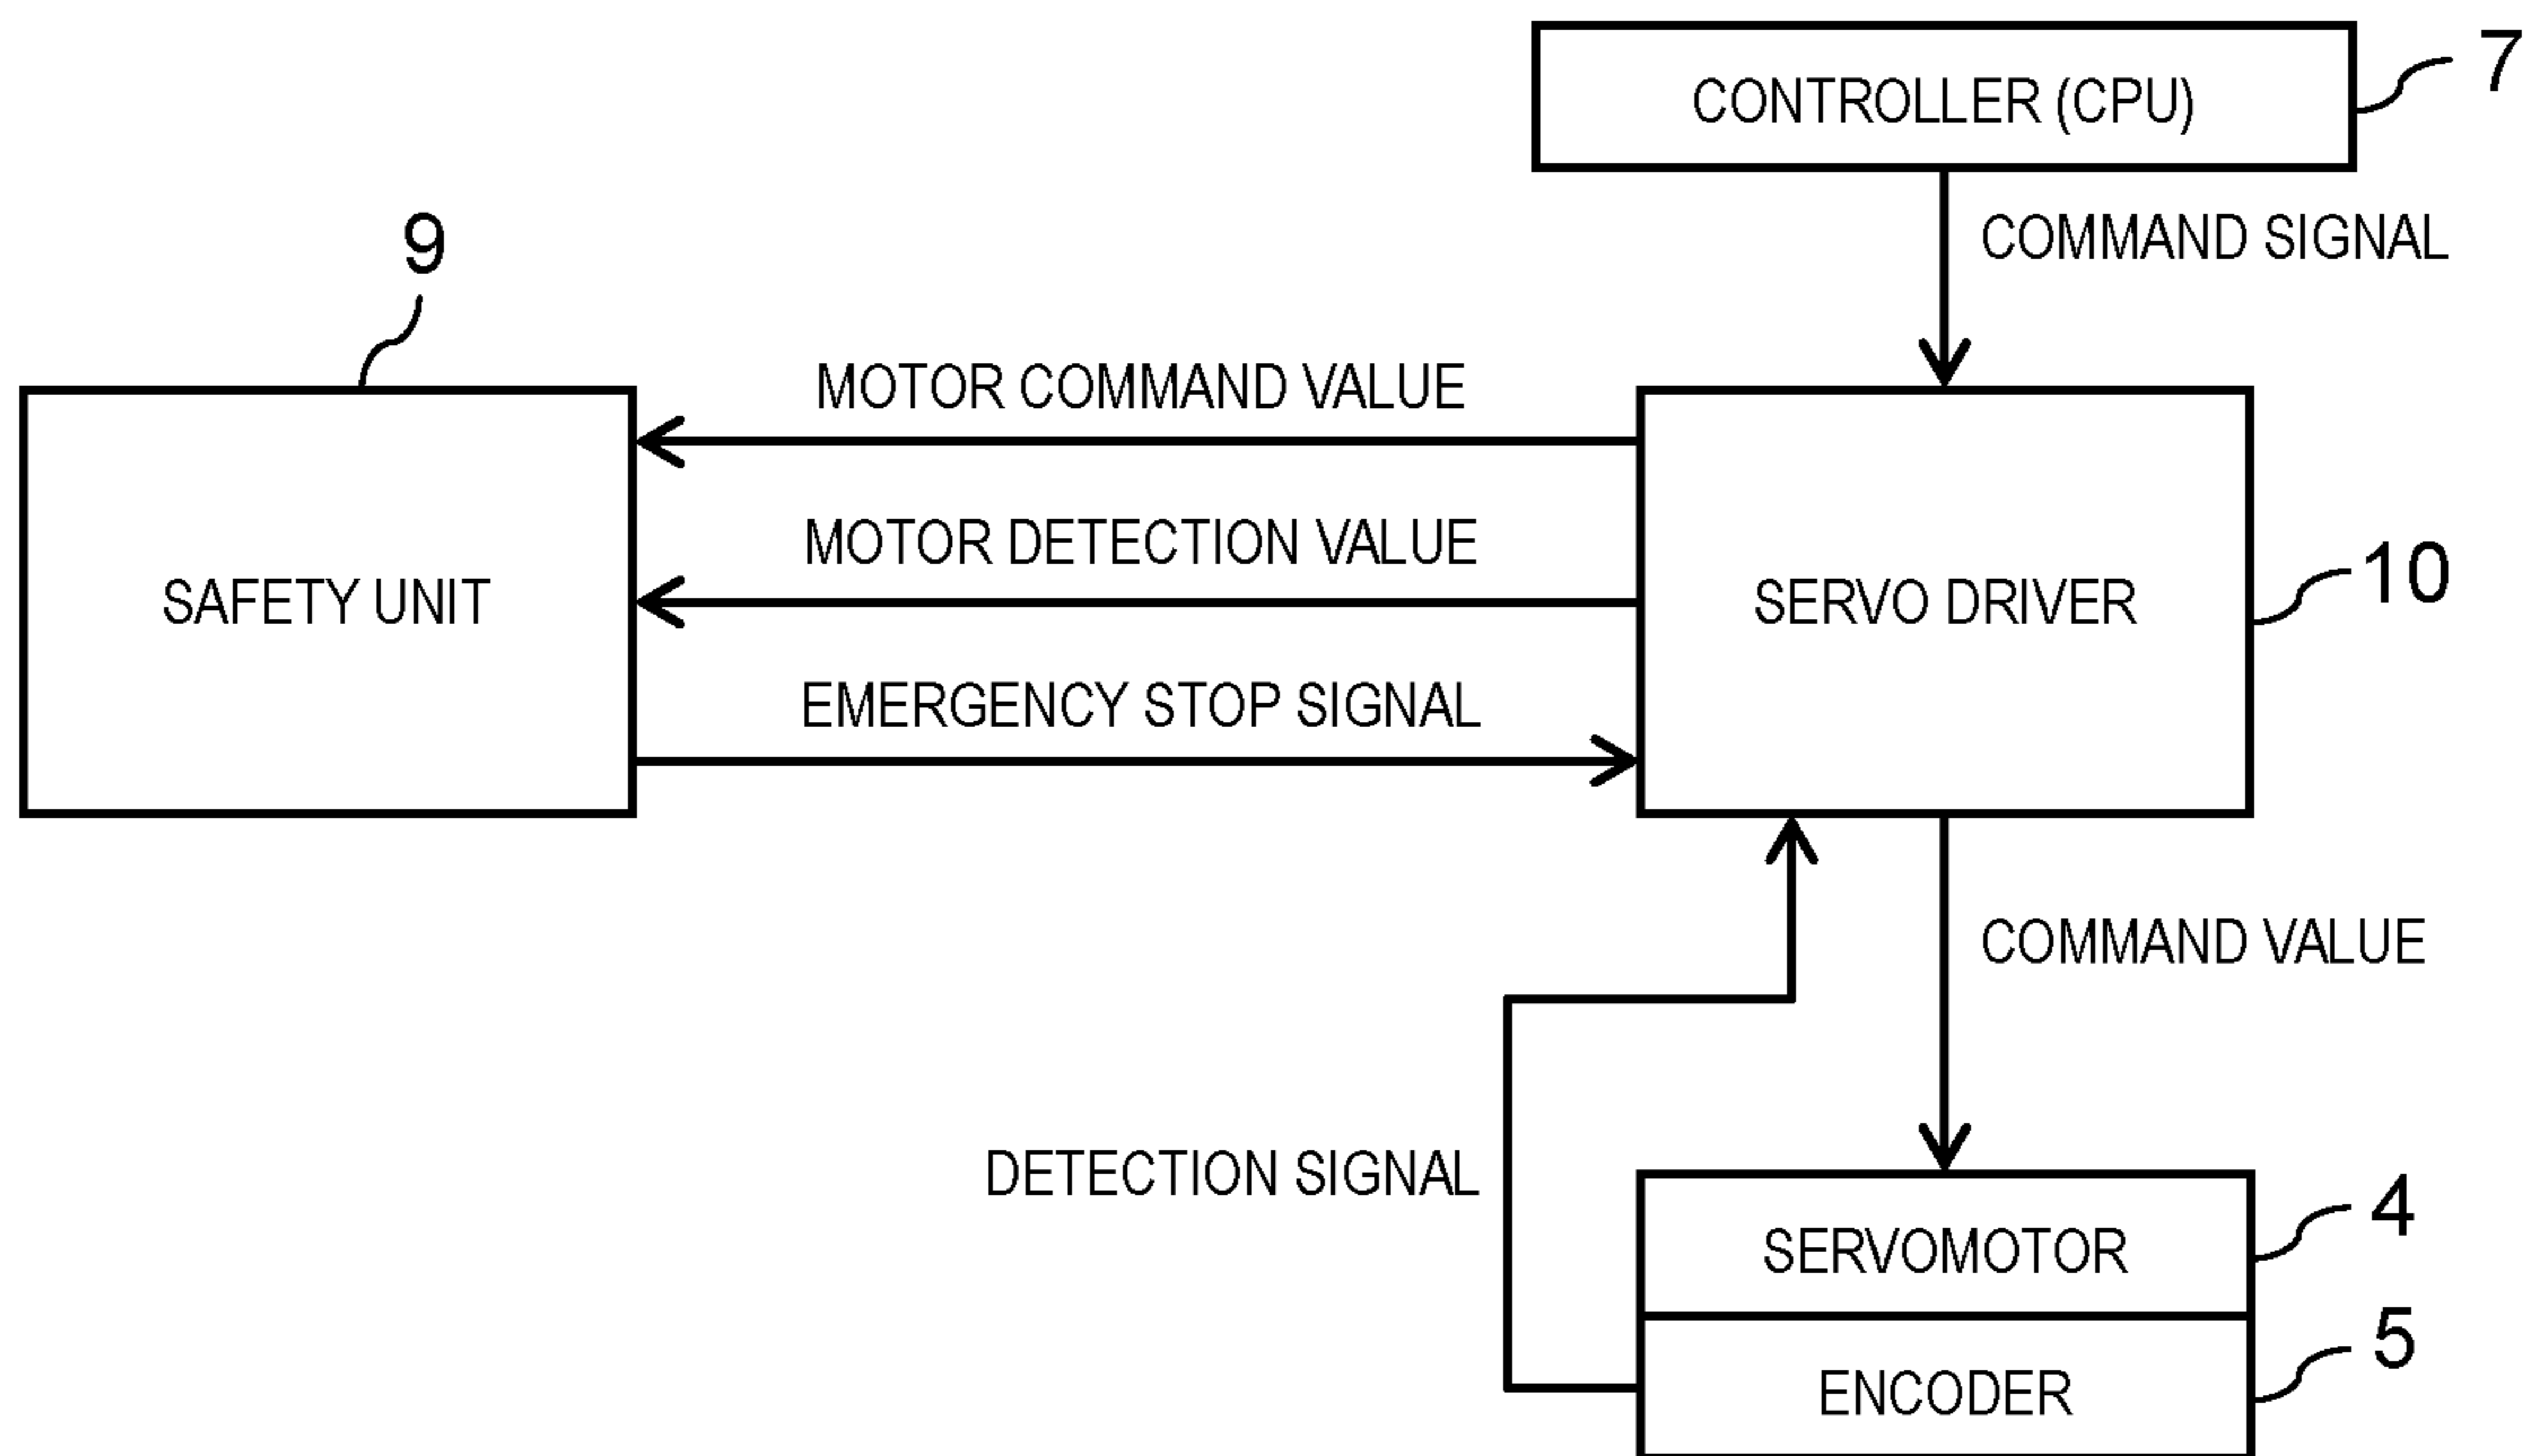 CONTROLLER (CPU)
7
COMMAND SIGNAL
9
MOTOR COMMAND VALUE
MOTOR DETECTION VALUE
EMERGENCY STOP SIGNAL
SAFETY UNIT
SERVO DRIVER
10
COMMAND VALUE
DETECTION SIGNAL
SERVOMOTOR
4
ENCODER
5